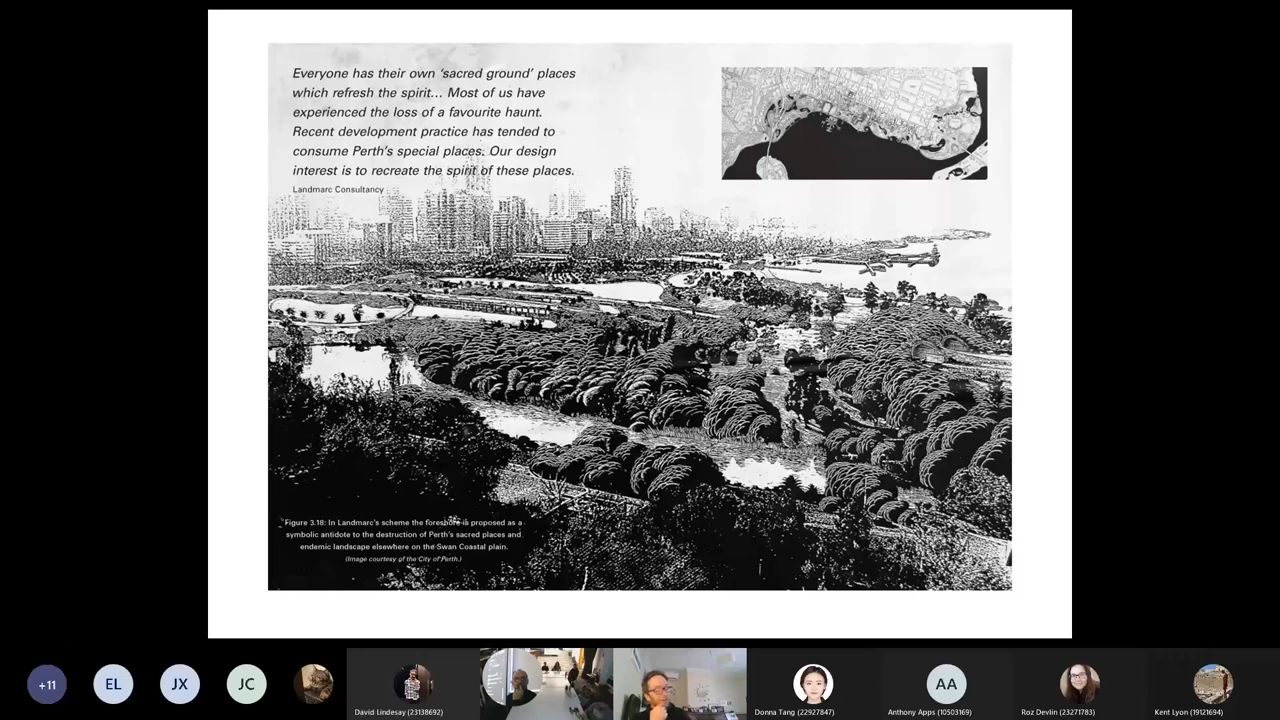 Everyone has their own ‘sacred ground’ places
which refresh the spirit... Most of us have
experienced the loss of a favourite haunt.
Recent development practice has tended to
consume Perth’s special places. Our design
interest is to recreate the spirit of these places.
Landmarc Consultancy
Figure 3.18: In Landmarc’s scheme the foreshore is proposed as a
symbolic antidote to the destruction of Perth’s sacred places and
endemic landscape elsewhere on the Swan Coastal plain.
(Image courtesy of the City of Perth.)
+11
EL
JX
JC
David Lindesay (23138692)
Donna Tang (22927847)
AA
Anthony Apps (10503169)
Roz Devlin (23271783)
Kent Lyon (19121694)